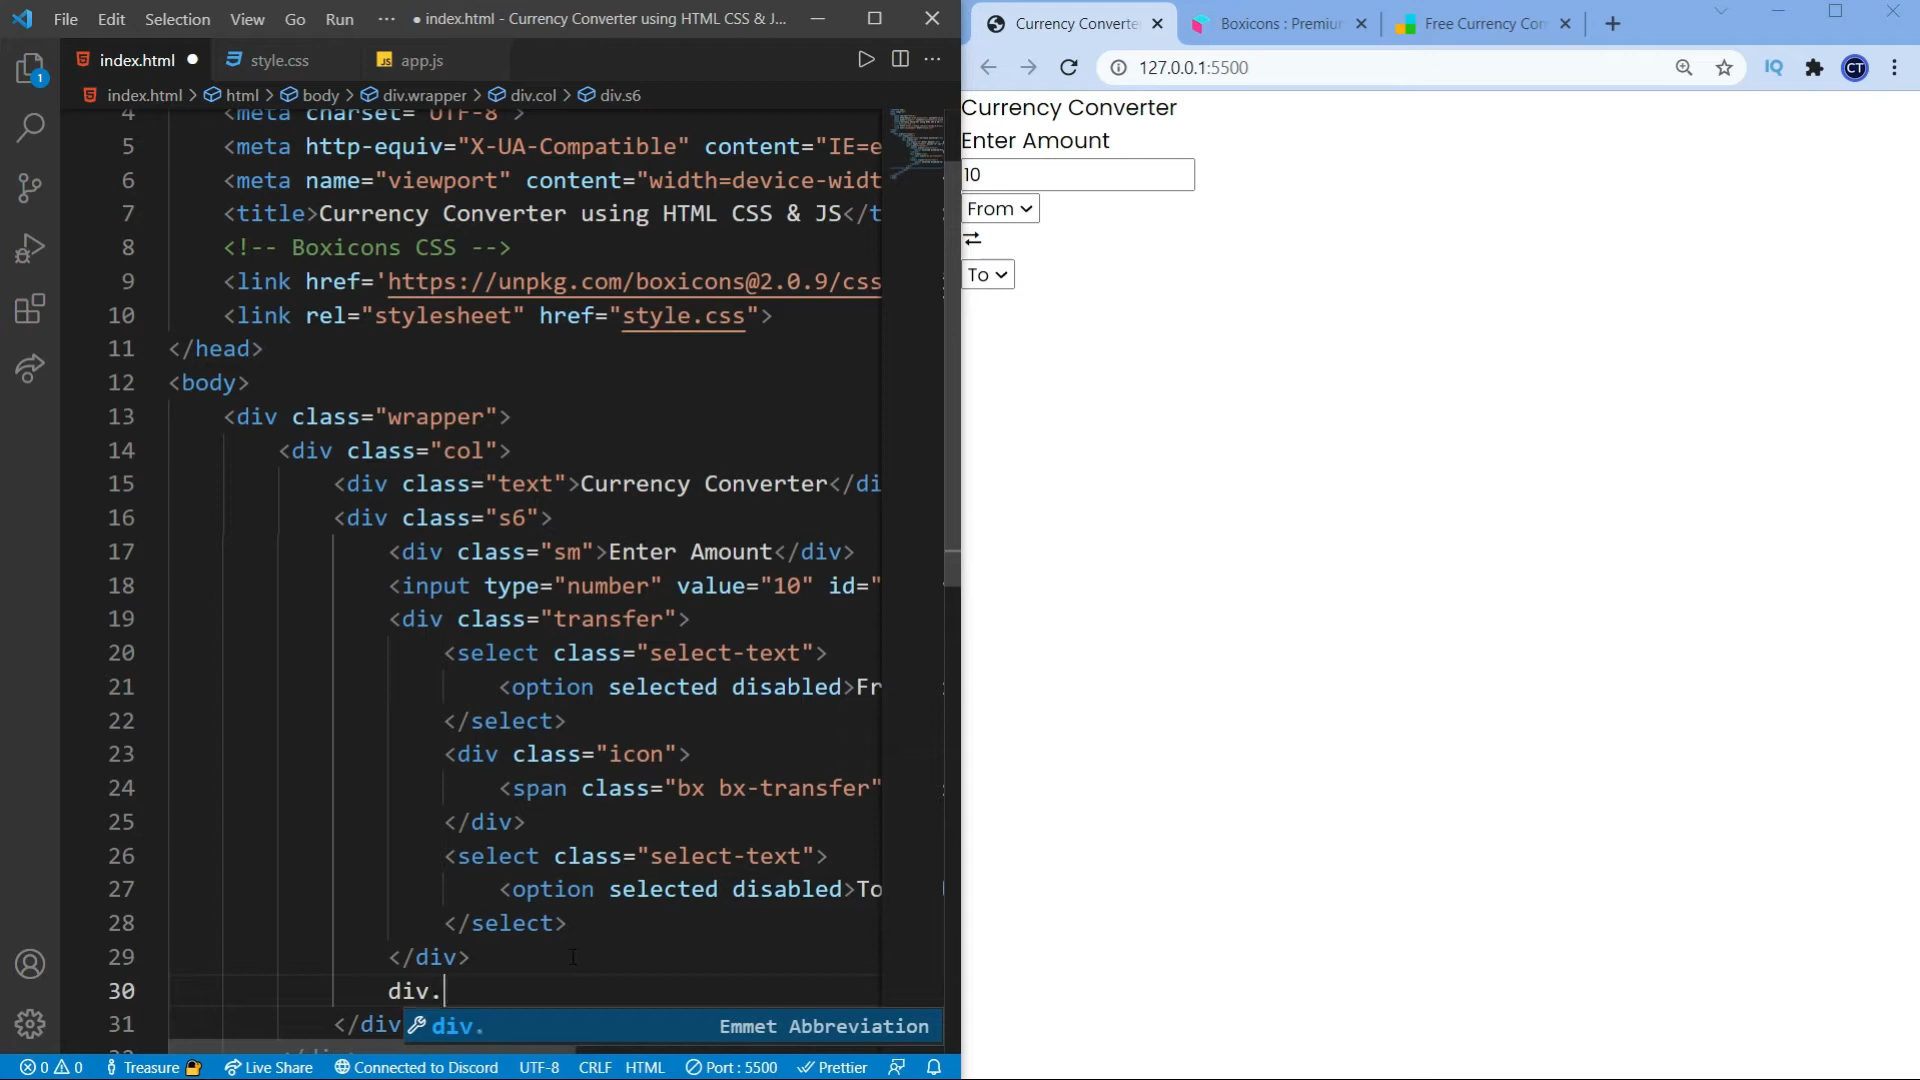 File Edit Selection View Go Run ··· ● index.html - Currency Converter using HTML CSS & J...
index.html ● style.css JS app.js
index.html > html > body > div.wrapper > div.col > div.s6
4 <meta charset="UTF-8">
5 <meta http-equiv="X-UA-Compatible" content="IE=e
6 <meta name="viewport" content="width=device-widt
7 <title>Currency Converter using HTML CSS & JS</t
8 <!-- Boxicons CSS -->
9 <link href='https://unpkg.com/boxicons@2.0.9/css
10 <link rel="stylesheet" href="style.css">
11 </head>
12 <body>
13 <div class="wrapper">
14 <div class="col">
15 <div class="text">Currency Converter</di
16 <div class="s6">
17 <div class="sm">Enter Amount</div>
18 <input type="number" value="10" id="
19 <div class="transfer">
20 <select class="select-text">
21 <option selected disabled>Fr
22 </select>
23 <div class="icon">
24 <span class="bx bx-transfer"
25 </div>
26 <select class="select-text">
27 <option selected disabled>To
28 </select>
29 </div>
30 div.
31 </div
div. Emmet Abbreviation
1
0 0 Treasure Live Share Connected to Discord UTF-8 CRLF HTML Port : 5500 Prettier
Currency Converte Boxicons : Premiu Free Currency Con
127.0.0.1:5500 IQ CT
Currency Converter
Enter Amount
10
From
To